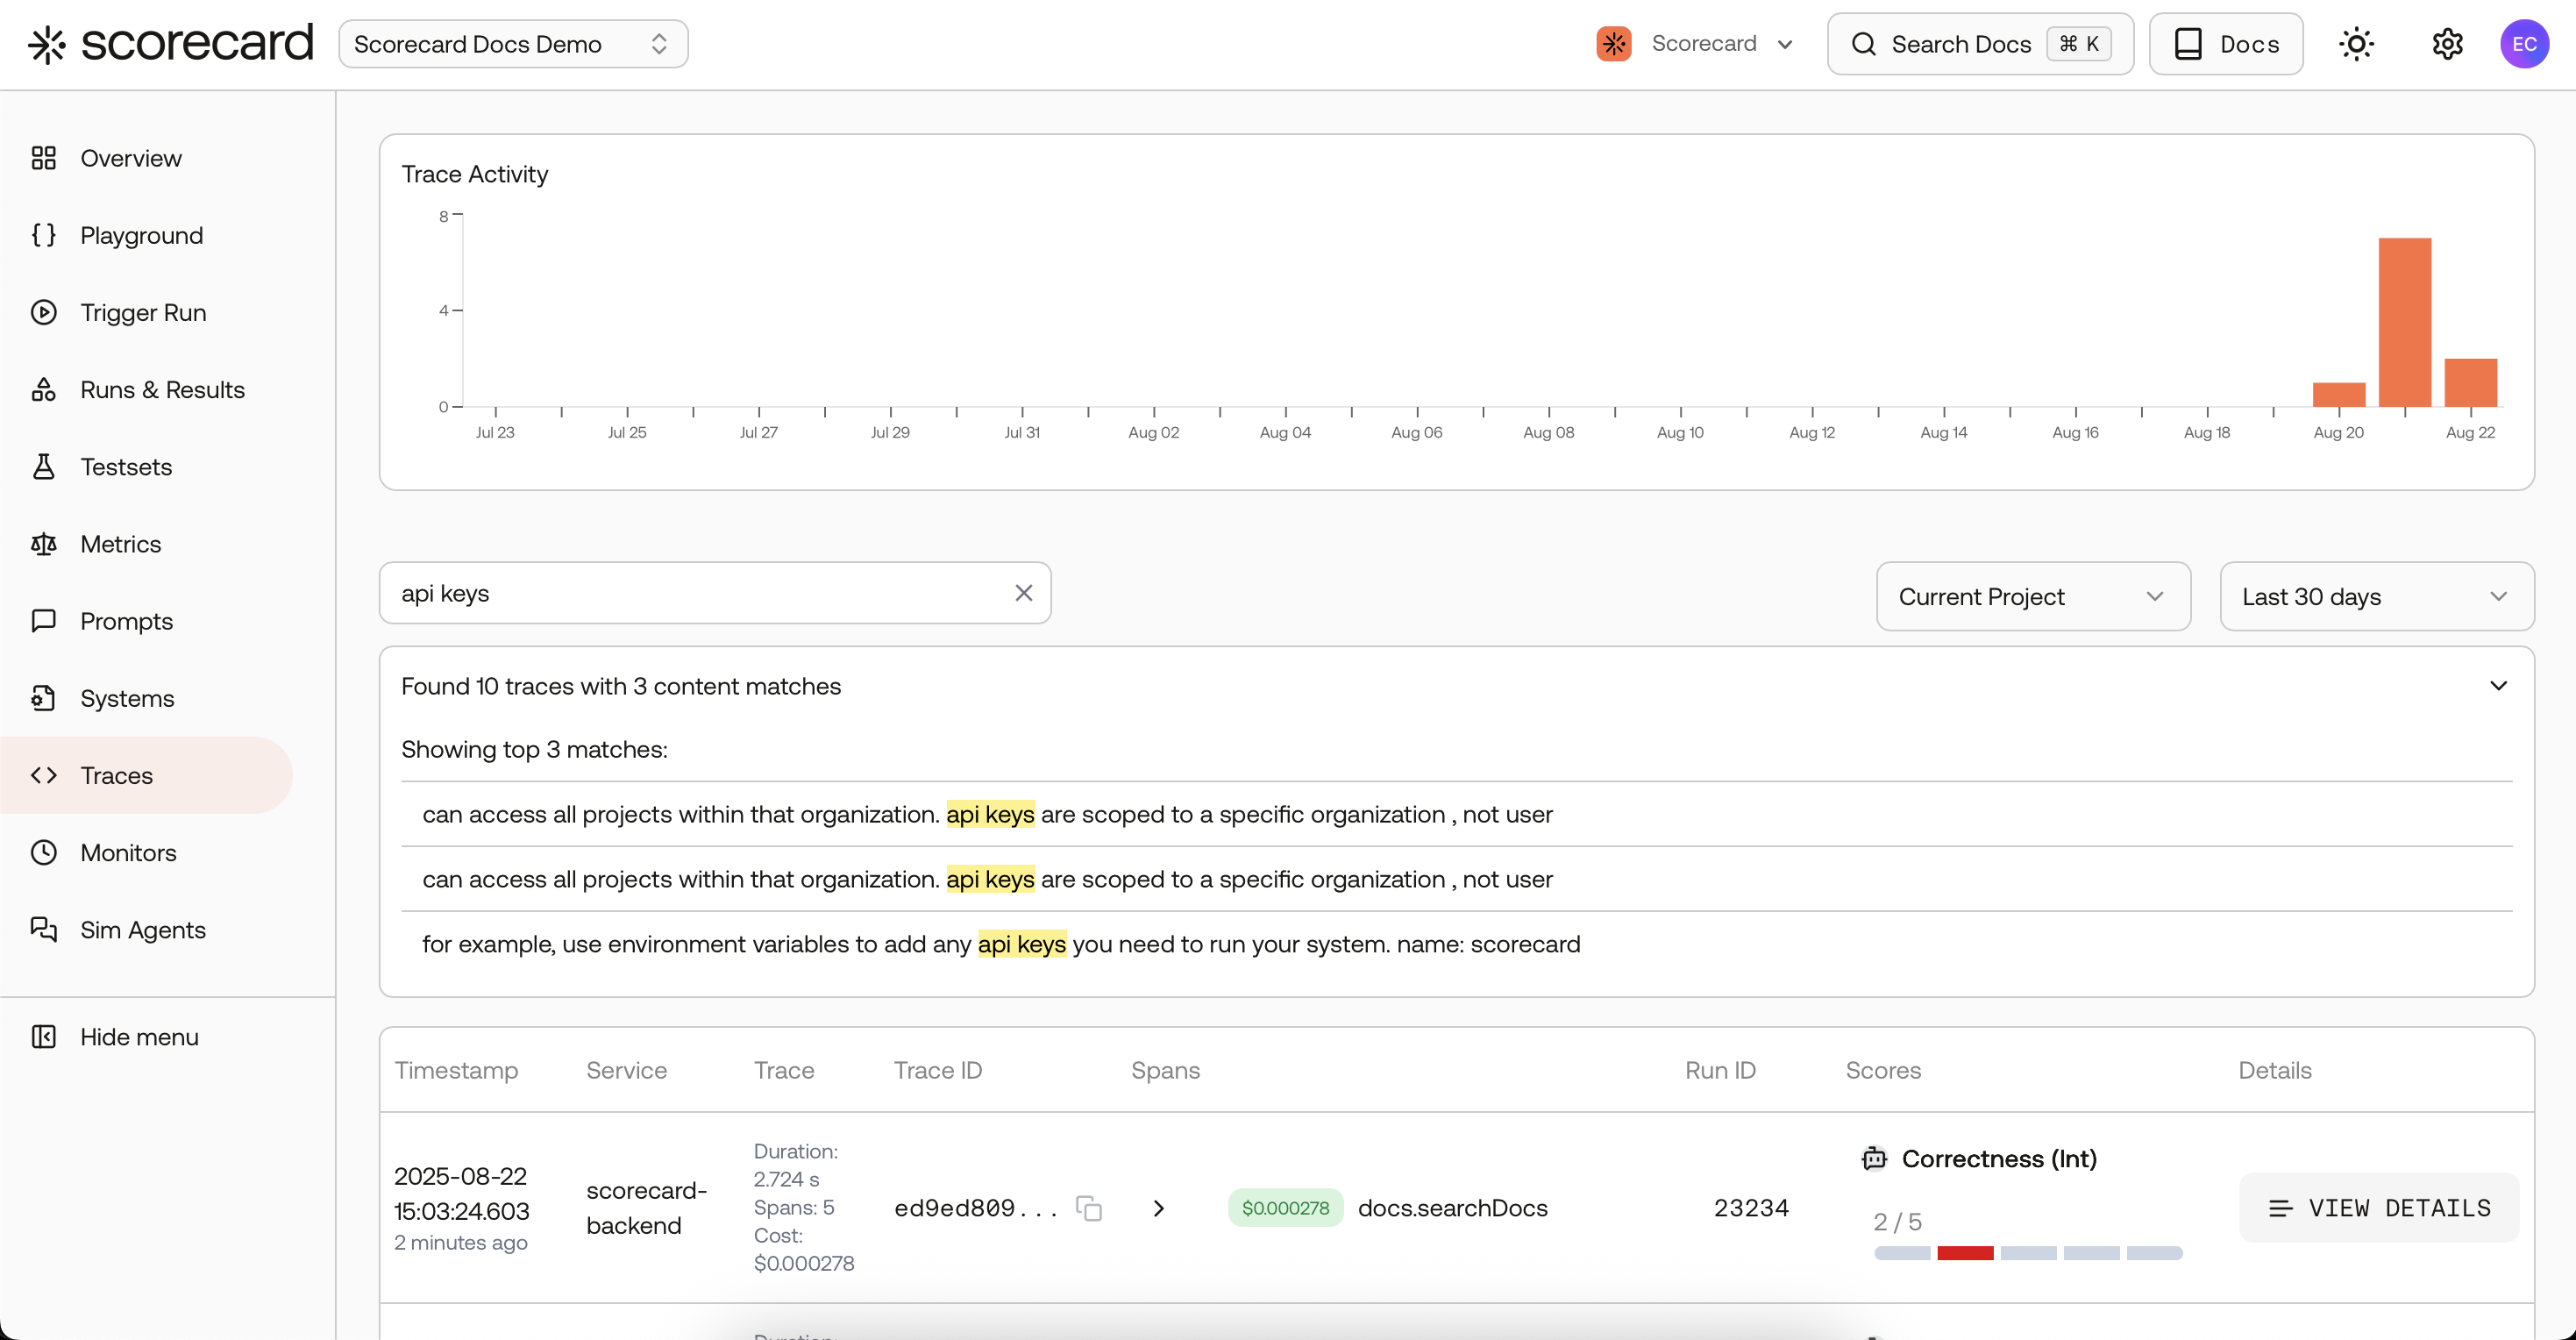 scorecard
Scorecard Docs Demo
Scorecard
Search Docs ⌘ K
Docs
EC
Overview
Playground
Trigger Run
Runs & Results
Testsets
Metrics
Prompts
Systems
Traces
Monitors
Sim Agents
Hide menu
Trace Activity
8
4
0
Jul 23 Jul 25 Jul 27 Jul 29 Jul 31 Aug 02 Aug 04 Aug 06 Aug 08 Aug 10 Aug 12 Aug 14 Aug 16 Aug 18 Aug 20 Aug 22
api keys
Current Project
Last 30 days
Found 10 traces with 3 content matches
Showing top 3 matches:
can access all projects within that organization. api keys are scoped to a specific organization , not user
can access all projects within that organization. api keys are scoped to a specific organization , not user
for example, use environment variables to add any api keys you need to run your system. name: scorecard
Timestamp Service Trace Trace ID Spans Run ID Scores Details
2025-08-22
15:03:24.603
2 minutes ago
scorecard-
backend
Duration:
2.724 s
Spans: 5
Cost:
$0.000278
ed9ed809...
$0.000278 docs.searchDocs
23234
Correctness (Int)
2 / 5
VIEW DETAILS